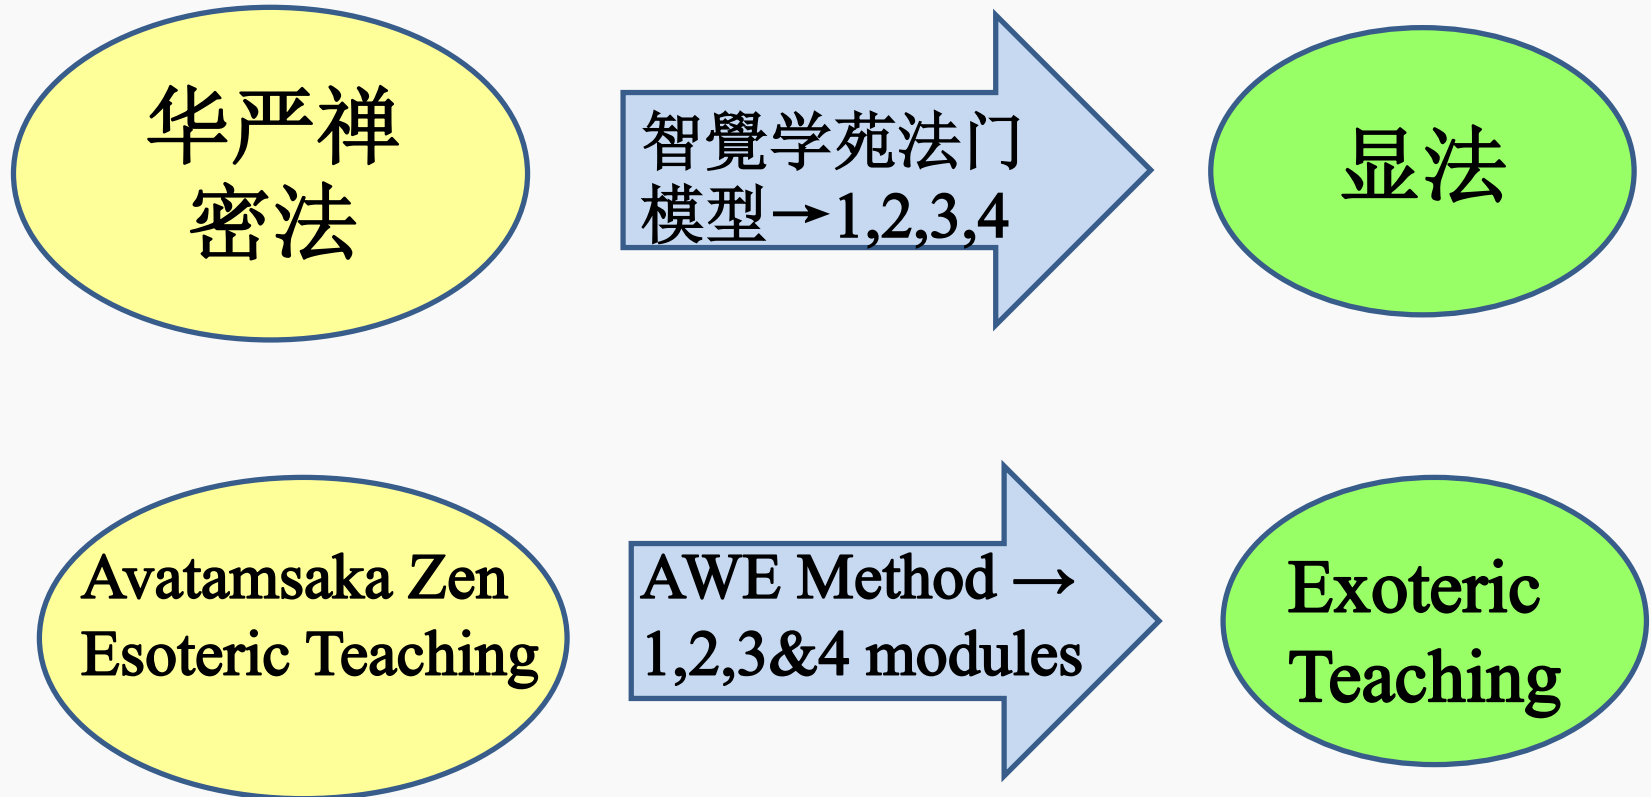 华严禅
密法
智覺学苑法门
模型→1,2,3,4
显法
Avatamsaka Zen
Esoteric Teaching
AWE Method →
1,2,3&4 modules
Exoteric
Teaching